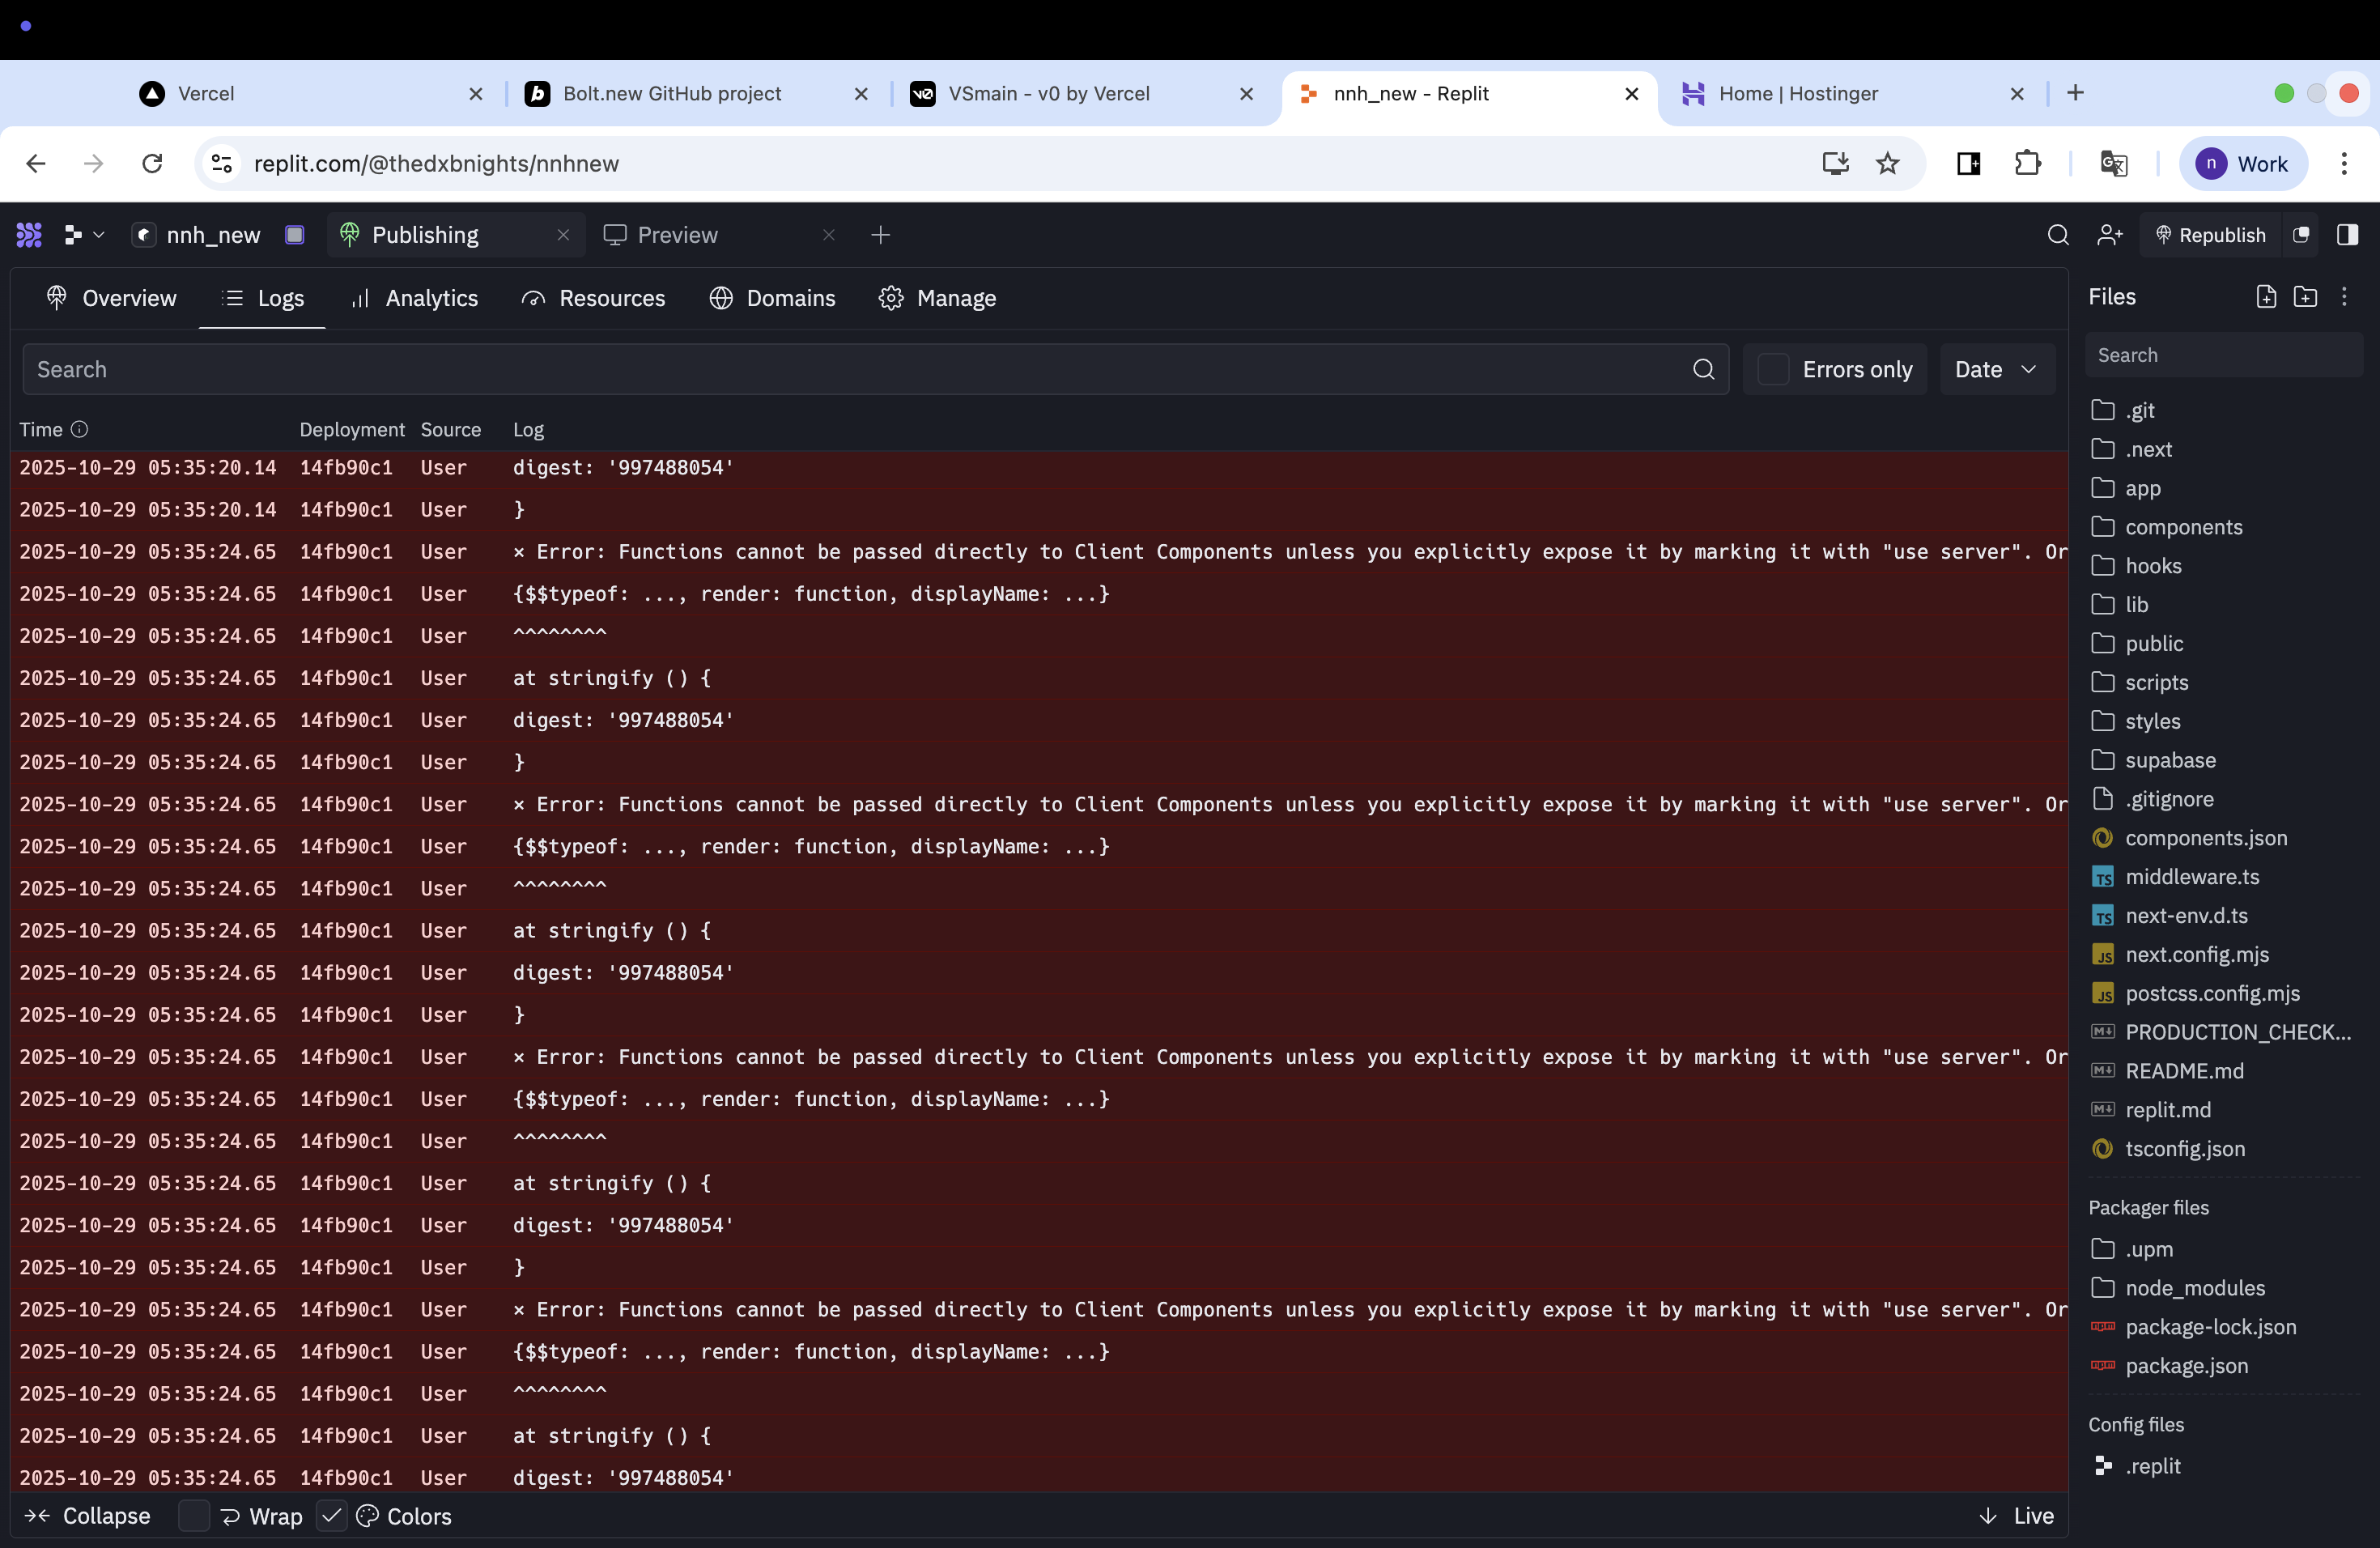 Vercel
Bolt.new GitHub project
VSmain - v0 by Vercel
nnh_new - Replit
Home | Hostinger
replit.com/@thedxbnights/nnhnew
n Work
nnh_new
Publishing
Preview
Republish
Overview
Logs
Analytics
Resources
Domains
Manage
Search
Errors only
Date
Time Deployment Source Log
2025-10-29 05:35:20.14 14fb90c1 User digest: '997488054'
2025-10-29 05:35:20.14 14fb90c1 User }
2025-10-29 05:35:24.65 14fb90c1 User × Error: Functions cannot be passed directly to Client Components unless you explicitly expose it by marking it with "use server". Or
2025-10-29 05:35:24.65 14fb90c1 User {$$typeof: ..., render: function, displayName: ...}
2025-10-29 05:35:24.65 14fb90c1 User ^^^^^^^^
2025-10-29 05:35:24.65 14fb90c1 User at stringify () {
2025-10-29 05:35:24.65 14fb90c1 User digest: '997488054'
2025-10-29 05:35:24.65 14fb90c1 User }
2025-10-29 05:35:24.65 14fb90c1 User × Error: Functions cannot be passed directly to Client Components unless you explicitly expose it by marking it with "use server". Or
2025-10-29 05:35:24.65 14fb90c1 User {$$typeof: ..., render: function, displayName: ...}
2025-10-29 05:35:24.65 14fb90c1 User ^^^^^^^^
2025-10-29 05:35:24.65 14fb90c1 User at stringify () {
2025-10-29 05:35:24.65 14fb90c1 User digest: '997488054'
2025-10-29 05:35:24.65 14fb90c1 User }
2025-10-29 05:35:24.65 14fb90c1 User × Error: Functions cannot be passed directly to Client Components unless you explicitly expose it by marking it with "use server". Or
2025-10-29 05:35:24.65 14fb90c1 User {$$typeof: ..., render: function, displayName: ...}
2025-10-29 05:35:24.65 14fb90c1 User ^^^^^^^^
2025-10-29 05:35:24.65 14fb90c1 User at stringify () {
2025-10-29 05:35:24.65 14fb90c1 User digest: '997488054'
2025-10-29 05:35:24.65 14fb90c1 User }
2025-10-29 05:35:24.65 14fb90c1 User × Error: Functions cannot be passed directly to Client Components unless you explicitly expose it by marking it with "use server". Or
2025-10-29 05:35:24.65 14fb90c1 User {$$typeof: ..., render: function, displayName: ...}
2025-10-29 05:35:24.65 14fb90c1 User ^^^^^^^^
2025-10-29 05:35:24.65 14fb90c1 User at stringify () {
2025-10-29 05:35:24.65 14fb90c1 User digest: '997488054'
Collapse
Wrap
Colors
Live
Files
Search
.git
.next
app
components
hooks
lib
public
scripts
styles
supabase
.gitignore
components.json
middleware.ts
next-env.d.ts
next.config.mjs
postcss.config.mjs
PRODUCTION_CHECK...
README.md
replit.md
tsconfig.json
Packager files
.upm
node_modules
package-lock.json
package.json
Config files
.replit